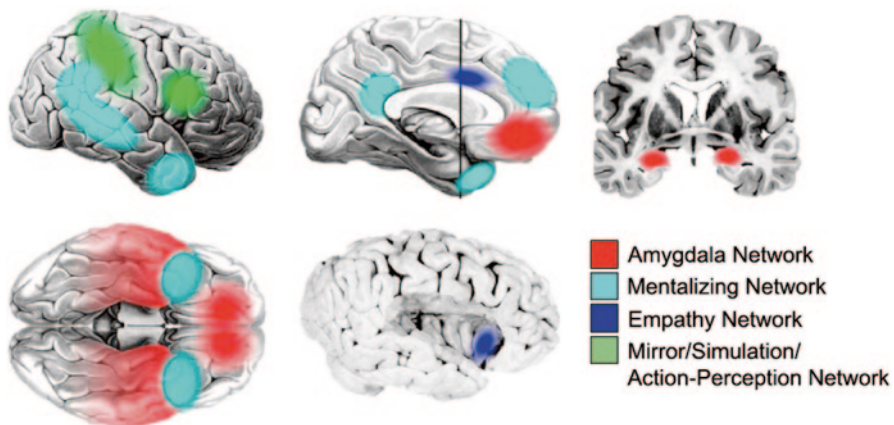 Amygdala Network
Mentalizing Network
Empathy Network
Mirror/Simulation/
Action-Perception Network